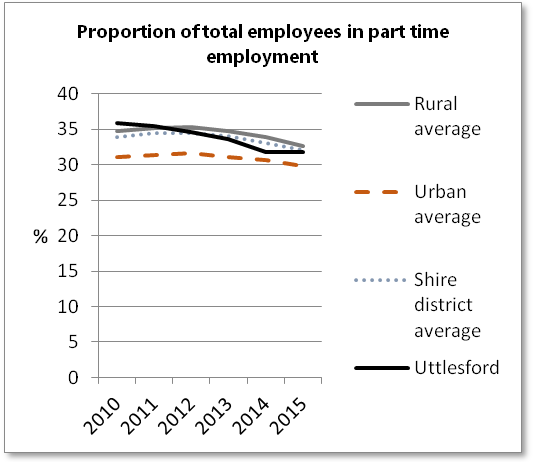 Proportion of total employees in part time
employment
40
35
30
25
20
15
10
5
0
%
2010
2011
2012
2013
2014
2015
Rural
average
Urban
average
Shire
district
average
Uttlesford